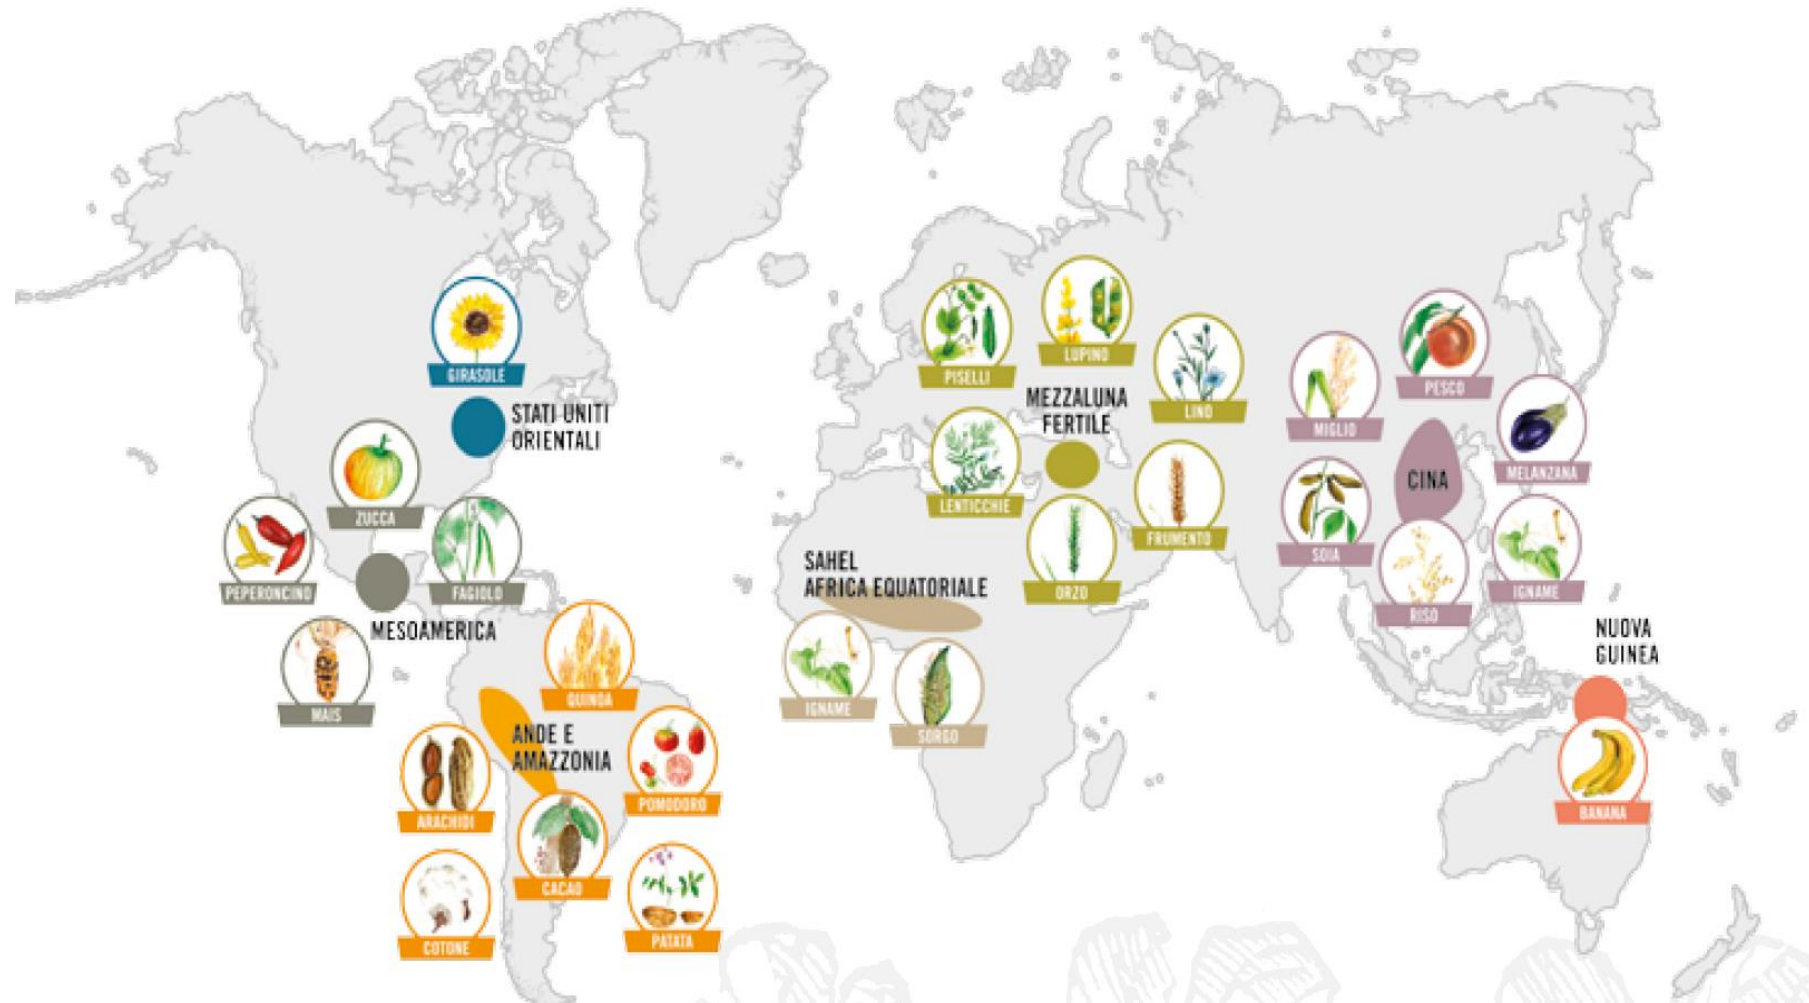 GIRASOLE
STATI UNITI
ORIENTALI
ZUCCA
PEPERONCINO
FAGIOLO
MESOAMERICA
MAIS
QUINOA
ANDE E
AMAZZONIA
ARACHIDI
POMODORO
CACAO
COTONE
PATATA
PISELLI
LUPINO
LINO
MEZZALUNA
FERTILE
LENTICCHIE
FRUMENTO
ORZO
SAHEL
AFRICA EQUATORIALE
IGNAME
SORGO
MIGLIO
PESCO
MELANZANA
CINA
SOIA
RISO
IGNAME
NUOVA
GUINEA
BANANA